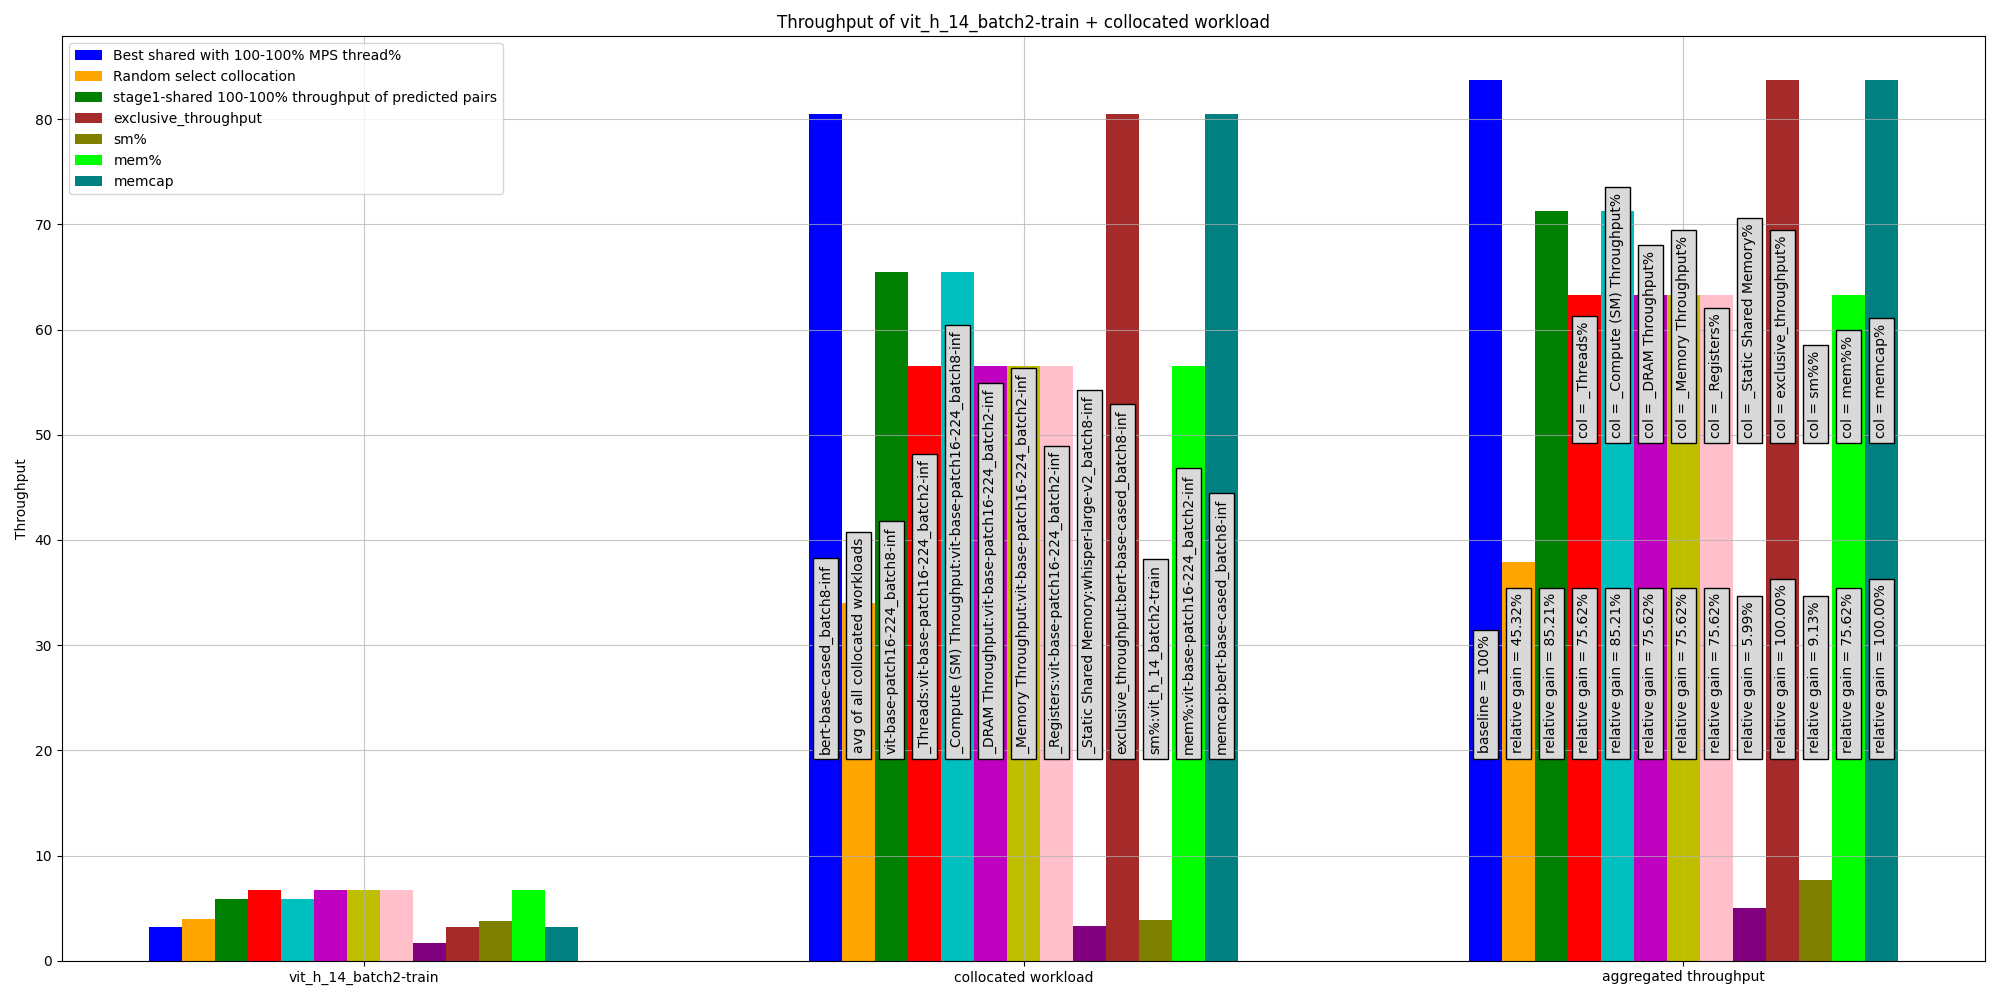 Throughput of vit_h_14_batch2-train + collocated workload
Best shared with 100-100% MPS thread%
Random select collocation
stage1-shared 100-100% throughput of predicted pairs
exclusive_throughput
sm%
mem%
memcap
Throughput
80
70
60
50
40
30
20
10
0
bert-base-cased_batch8-inf
avg of all collocated workloads
vit-base-patch16-224_batch8-inf
_Threads:vit-base-patch16-224_batch2-inf
_Compute (SM) Throughput:vit-base-patch16-224_batch8-inf
_DRAM Throughput:vit-base-patch16-224_batch2-inf
_Memory Throughput:vit-base-patch16-224_batch2-inf
_Registers:vit-base-patch16-224_batch2-inf
_Static Shared Memory:whisper-large-v2_batch8-inf
exclusive_throughput:bert-base-cased_batch8-inf
sm%:vit_h_14_batch2-train
mem%:vit-base-patch16-224_batch2-inf
memcap:bert-base-cased_batch8-inf
col = _Threads%
col = _Compute (SM) Throughput%
col = _DRAM Throughput%
col = _Memory Throughput%
col = _Registers%
col = _Static Shared Memory%
col = exclusive_throughput%
col = sm%%
col = mem%%
col = memcap%
baseline = 100%
relative gain = 45.32%
relative gain = 85.21%
relative gain = 75.62%
relative gain = 85.21%
relative gain = 75.62%
relative gain = 75.62%
relative gain = 75.62%
relative gain = 5.99%
relative gain = 100.00%
relative gain = 9.13%
relative gain = 75.62%
relative gain = 100.00%
vit_h_14_batch2-train
collocated workload
aggregated throughput